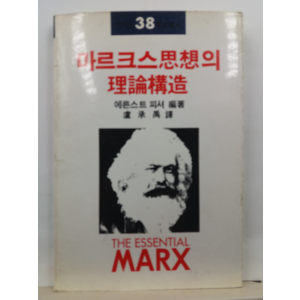 38
마르크스思想의
理論構造
에른스트 피셔 編著
盧承禹 譯
THE ESSENTIAL
MARX